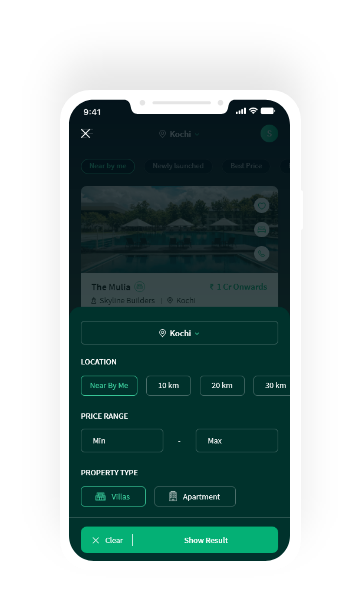 9:41
Kochi
Near by me Newly launched Best Price
The Mulia
₹ 1 Cr Onwards
Skyline Builders | Kochi
Kochi
LOCATION
Near By Me 10 km 20 km 30 km
PRICE RANGE
Min - Max
PROPERTY TYPE
Villas Apartment
Clear Show Result